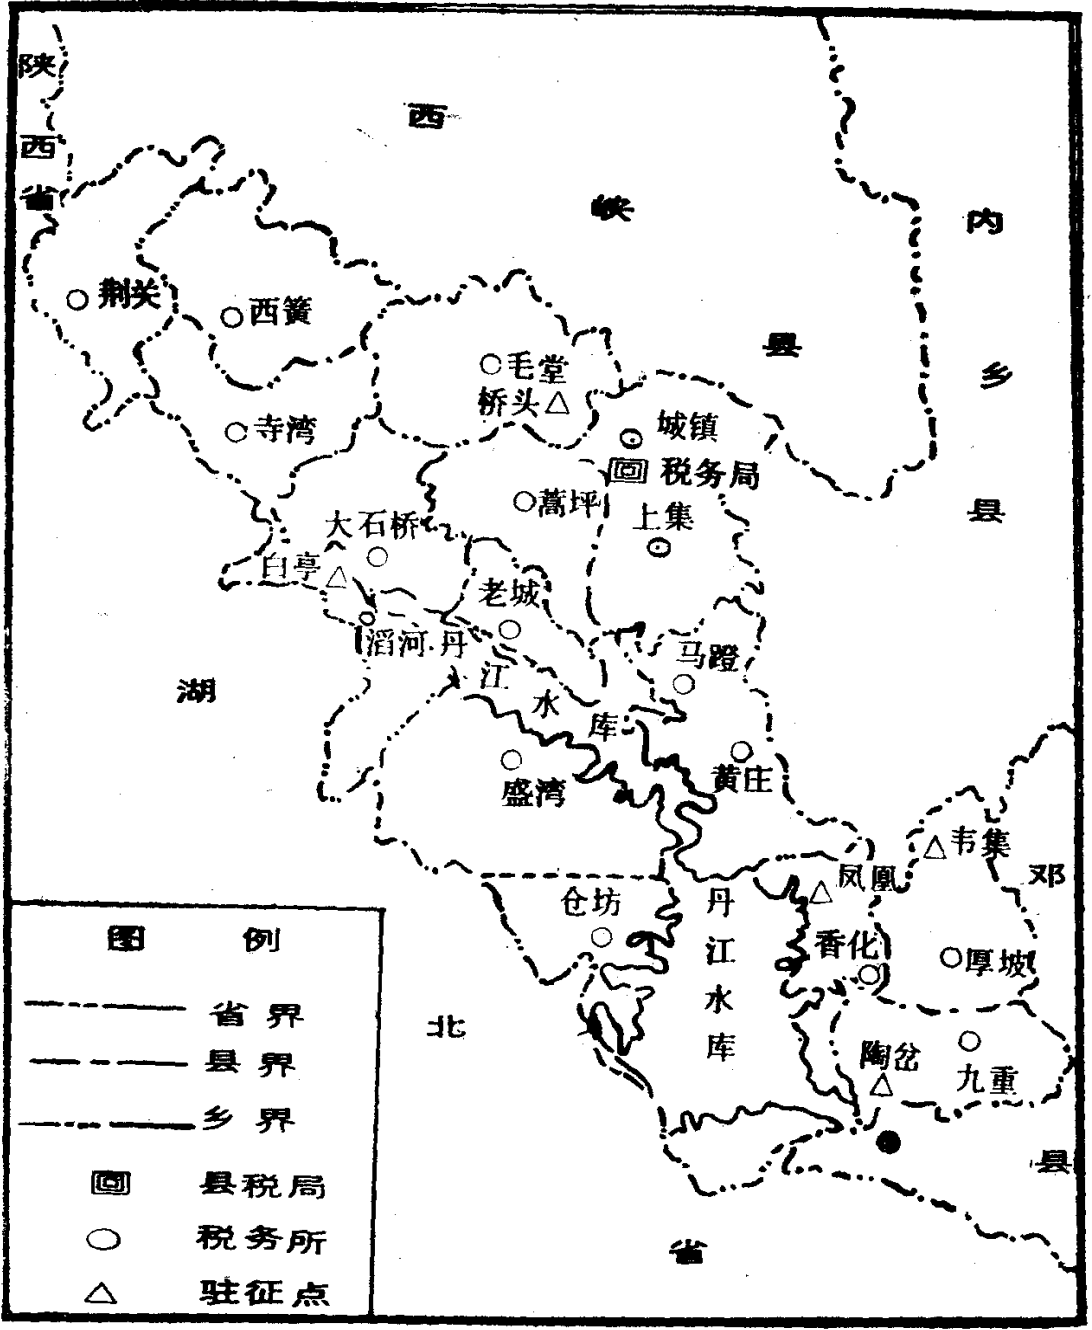 陕西省
西峡县
内乡县
荆关
西簧
毛堂
桥头
寺湾
城镇
税务局
上集
蒿坪
大石桥
白亭
老城
滔河
丹江水库
马蹬
黄庄
盛湾
湖北省
仓坊
丹江水库
凤凰
香化
韦集
邓县
厚坡
陶岔
九重
图例
省界
县界
乡界
县税局
税务所
驻征点